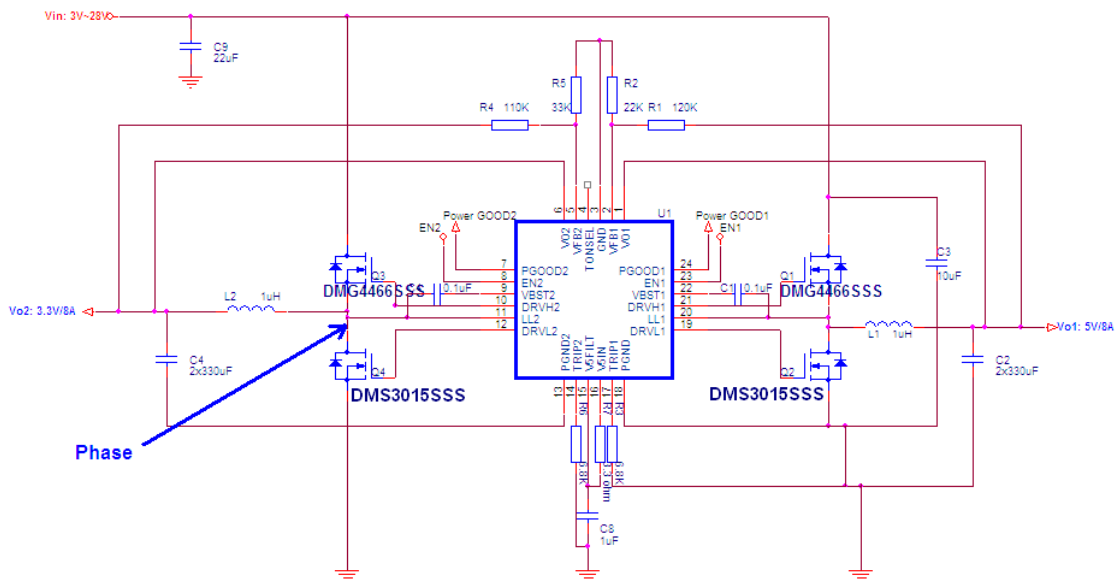 Vin: 3V~28V
C9
22uF
R5
33K
R2
22K
R4 110K
R1 120K
6
5
4
3
2
1
U1
VO2
VFB2
TONSEL
GND
VFB1
VO1
Power GOOD2
EN2
Power GOOD1
EN1
7
8
9
10
11
12
PGOOD2
EN2
VBST2
DRVH2
LL2
DRVL2
PGOOD1
EN1
VBST1
DRVH1
LL1
DRVL1
24
23
22
21
20
19
Q3
DMG4466SSS
0.1uF
C1
0.1uF
Q1
DMG4466SSS
C3
10uF
Vo2: 3.3V/8A
L2
1uH
L1
1uH
Vo1: 5V/8A
C4
2x330uF
Q4
DMS3015SSS
Q2
DMS3015SSS
C2
2x330uF
PGND2
TRIP2
V5FILT
V5IN
TRIP1
PGND
13
14
15
16
17
18
R6
R7
R3
6.8K
3.3 ohm
6.8K
Phase
C8
1uF